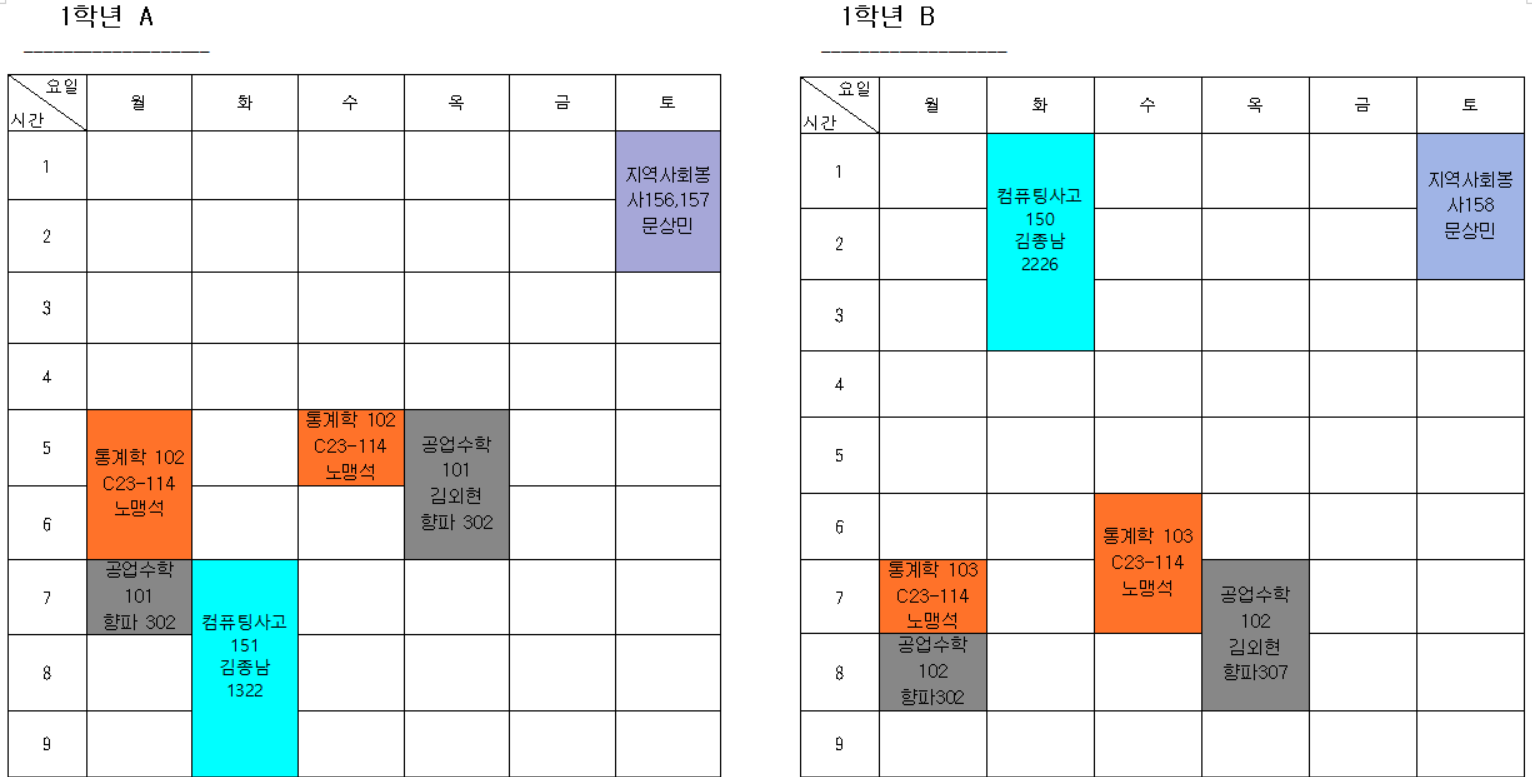 1학년 A
요일
시간
월 화 수 목 금 토
1
지역사회봉
사156,157
문상민
2
3
4
5
통계학 102
C23-114
노맹석
통계학 102
C23-114
노맹석
공업수학
101
김외현
향파 302
6
7
공업수학
101
향파 302
컴퓨팅사고
151
김종남
1322
8
9
1학년 B
요일
시간
월 화 수 목 금 토
1
컴퓨팅사고
150
김종남
2226
지역사회봉
사158
문상민
2
3
4
5
6
통계학 103
C23-114
노맹석
7
통계학 103
C23-114
노맹석
공업수학
102
김외현
향파307
8
공업수학
102
향파302
9